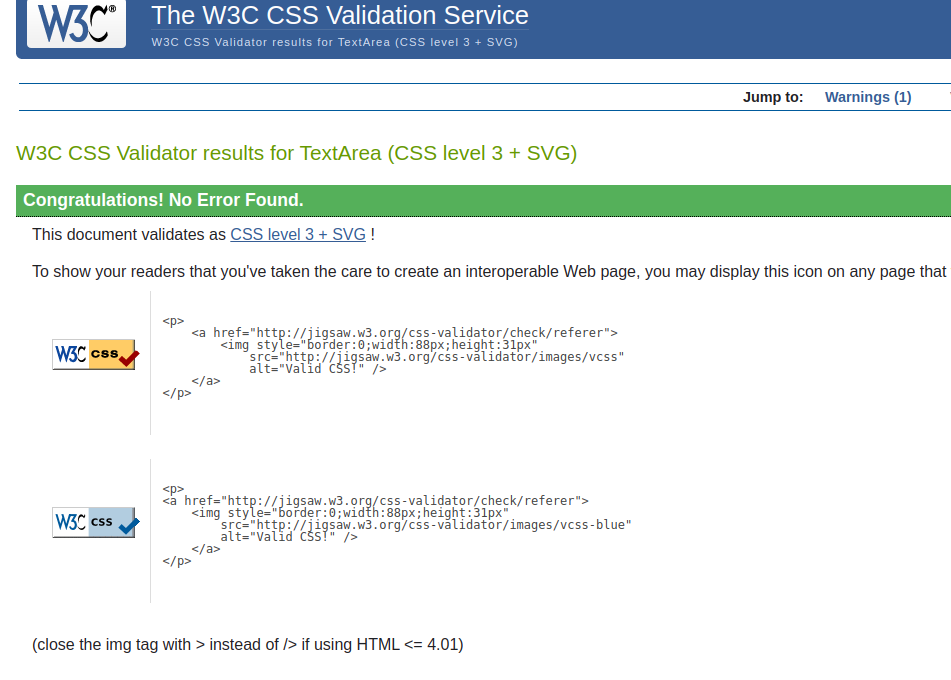 W3C®
The W3C CSS Validation Service
W3C CSS Validator results for TextArea (CSS level 3 + SVG)
Jump to: Warnings (1)
W3C CSS Validator results for TextArea (CSS level 3 + SVG)
Congratulations! No Error Found.
This document validates as CSS level 3 + SVG !
To show your readers that you've taken the care to create an interoperable Web page, you may display this icon on any page that
<p>
<a href="http://jigsaw.w3.org/css-validator/check/referer">
<img style="border:0;width:88px;height:31px"
W3C css
src="http://jigsaw.w3.org/css-validator/images/vcss"
alt="Valid CSS!" />
</a>
</p>
<p>
<a href="http://jigsaw.w3.org/css-validator/check/referer">
<img style="border:0;width:88px;height:31px"
W3C css
src="http://jigsaw.w3.org/css-validator/images/vcss-blue"
alt="Valid CSS!" />
</a>
</p>
(close the img tag with > instead of /> if using HTML <= 4.01)